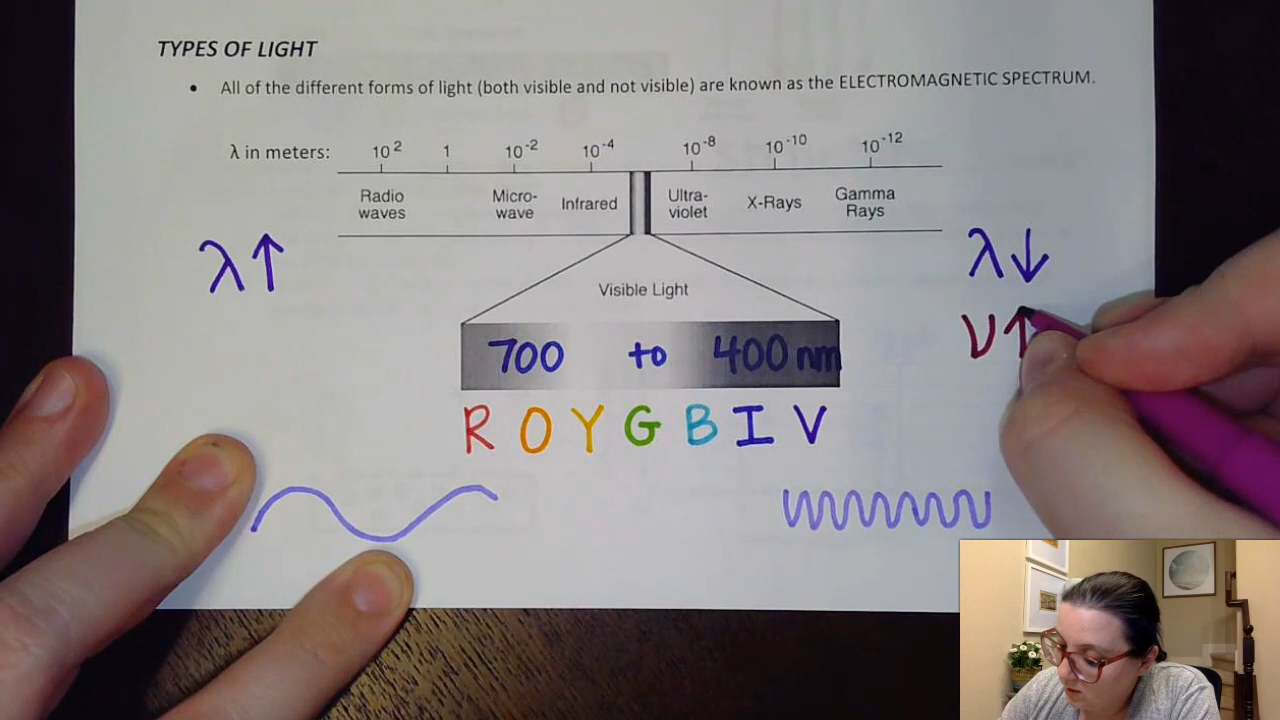 TYPES OF LIGHT
• All of the different forms of light (both visible and not visible) are known as the ELECTROMAGNETIC SPECTRUM.
λ in meters: 10² 1 10⁻² 10⁻⁴ 10⁻⁸ 10⁻¹⁰ 10⁻¹²
Radio waves Micro- wave Infrared Ultra- violet X-Rays Gamma Rays
λ↑ λ↓
Visible Light
ν↑
700 to 400 nm
R O Y G B I V